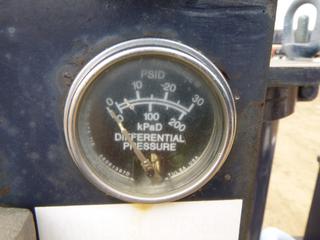 PSID
0 10 20 30
0 100 200
kPaD
DIFFERENTIAL
PRESSURE